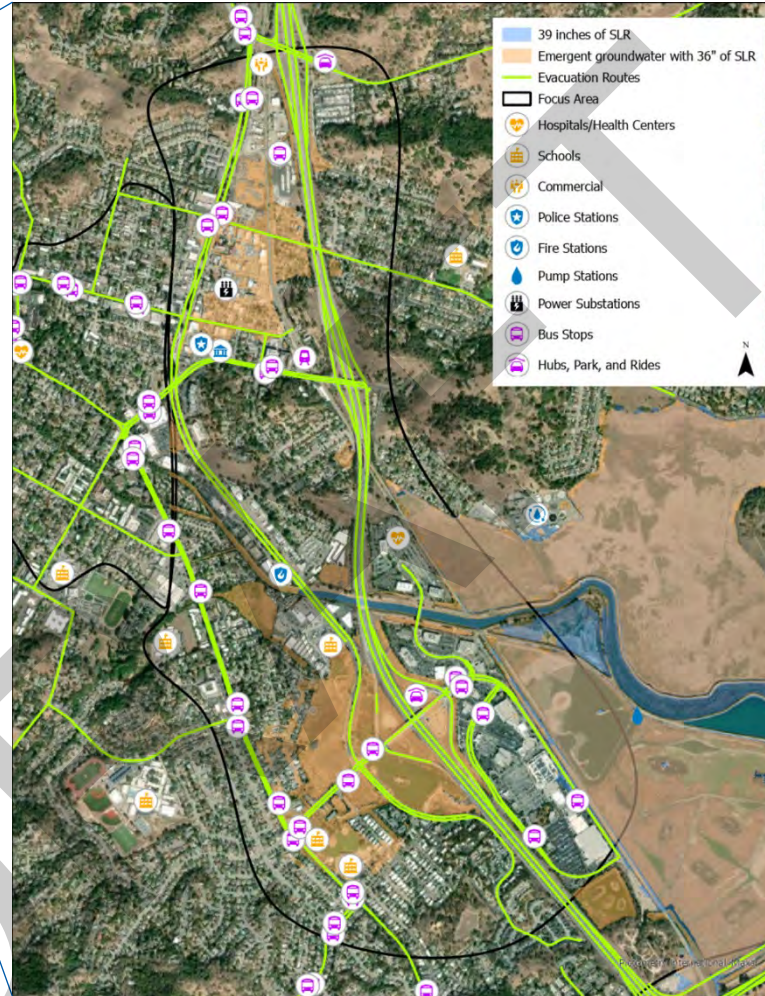 39 inches of SLR
Emergent groundwater with 36" of SLR
Evacuation Routes
Focus Area
Hospitals/Health Centers
Schools
Commercial
Police Stations
Fire Stations
Pump Stations
Power Substations
Bus Stops
Hubs, Park, and Rides
N